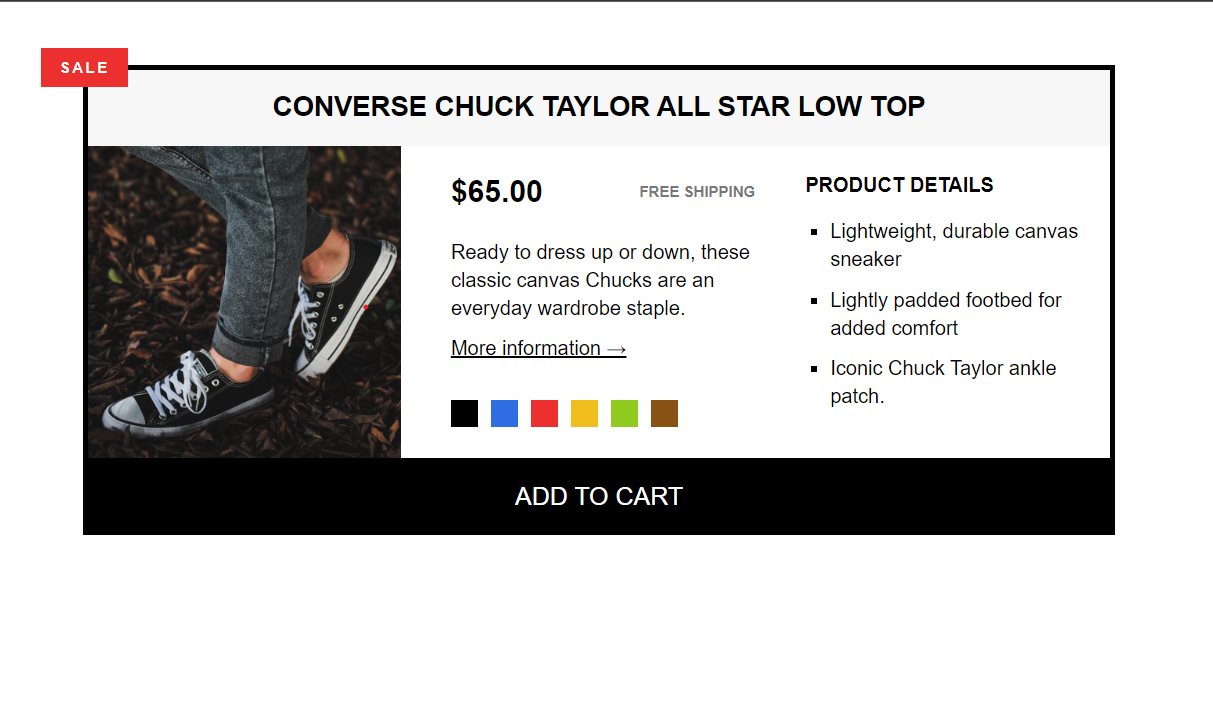 SALE
CONVERSE CHUCK TAYLOR ALL STAR LOW TOP
$65.00
FREE SHIPPING
Ready to dress up or down, these
classic canvas Chucks are an
everyday wardrobe staple.
More information →
PRODUCT DETAILS
▪ Lightweight, durable canvas
sneaker
▪ Lightly padded footbed for
added comfort
▪ Iconic Chuck Taylor ankle
patch.
ADD TO CART